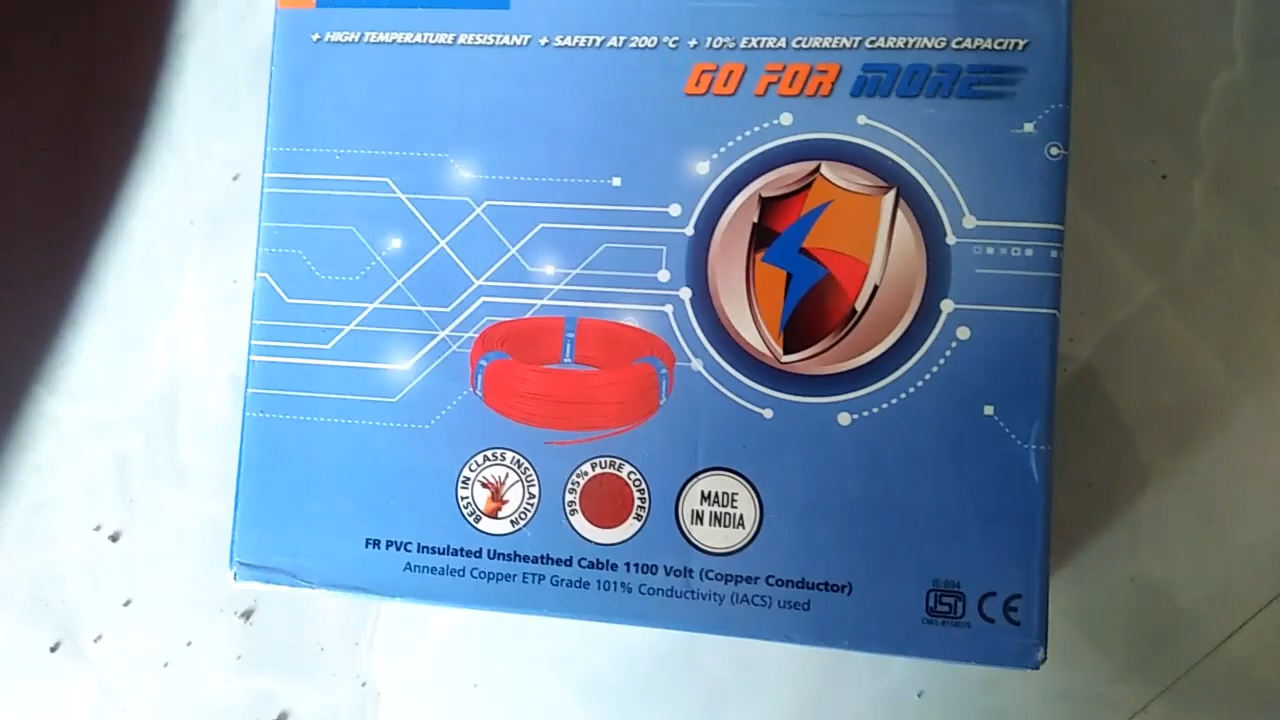 + HIGH TEMPERATURE RESISTANT + SAFETY AT 200 °C + 10% EXTRA CURRENT CARRYING CAPACITY
GO FOR MORE
BEST IN CLASS INSULATION
99.95% PURE COPPER
MADE
IN INDIA
FR PVC Insulated Unsheathed Cable 1100 Volt (Copper Conductor)
Annealed Copper ETP Grade 101% Conductivity (IACS) used
IS:694
ISI
CE